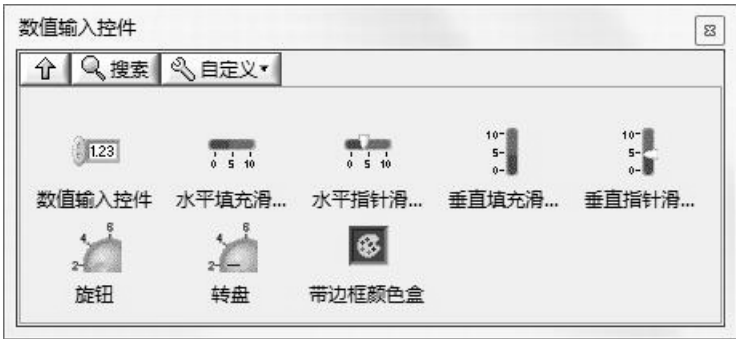 数值输入控件
搜索 自定义
1.23
0 5 10
0 5 10
10
5
0
10
5
0
数值输入控件 水平填充滑... 水平指针滑... 垂直填充滑... 垂直指针滑...
2 4 6
2 4 6
旋钮 转盘 带边框颜色盒